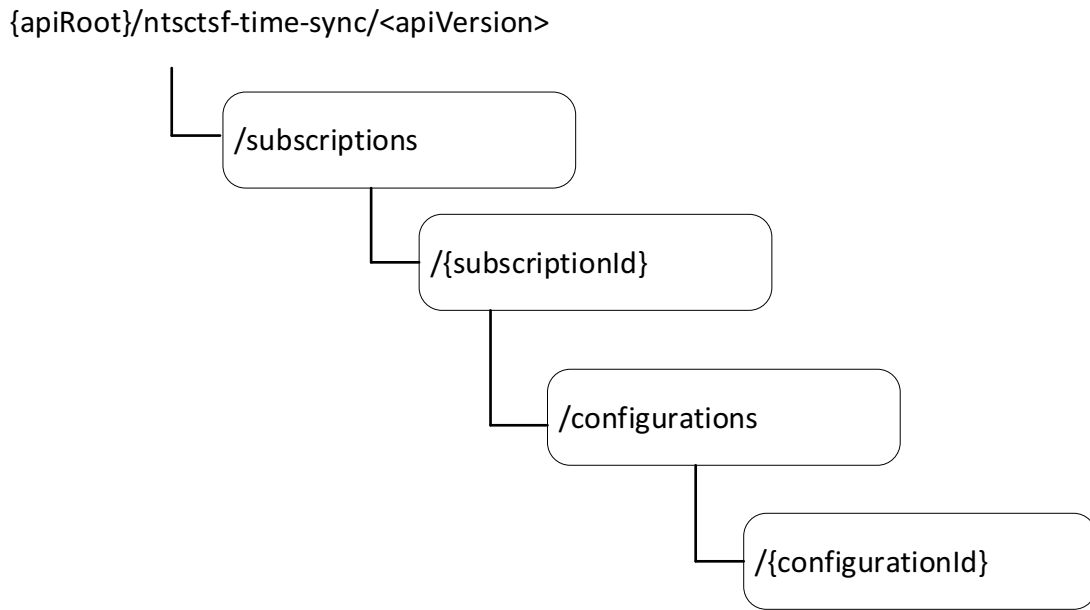 {apiRoot}/ntsctsf-time-sync/<apiVersion>
/subscriptions
/{subscriptionId}
/configurations
/{configurationId}